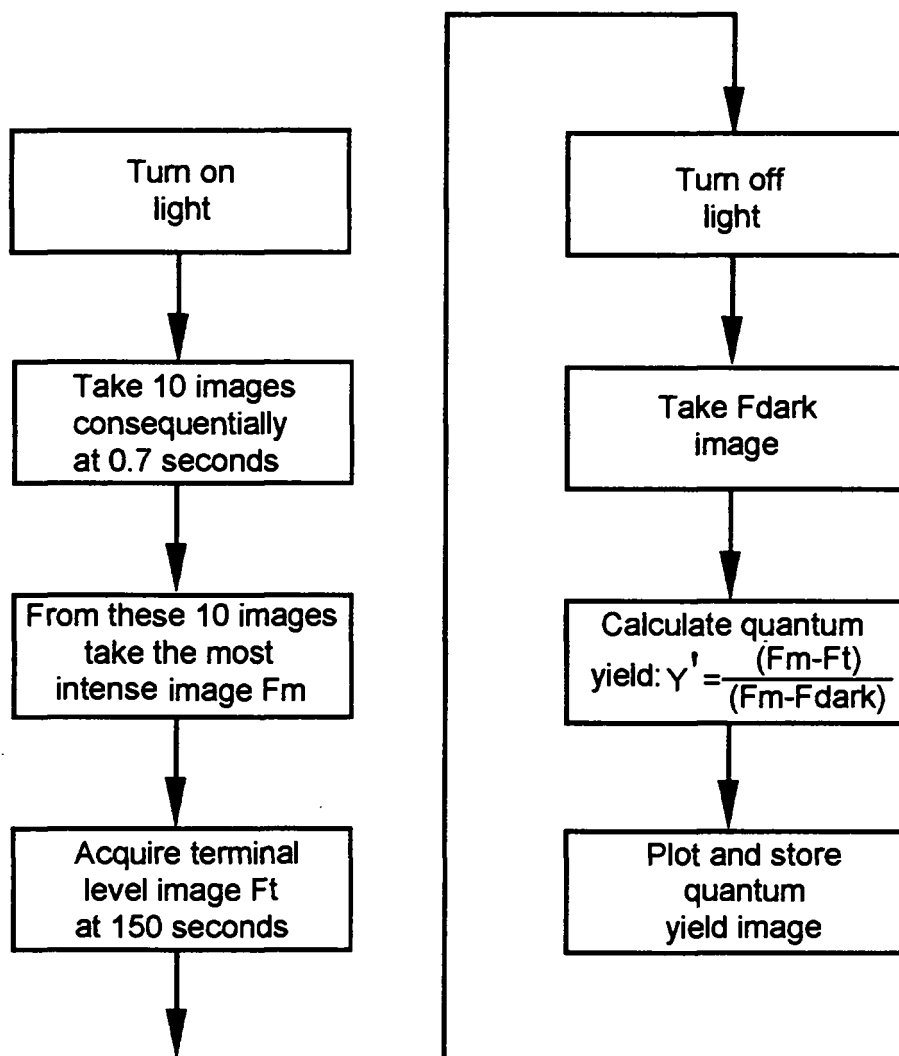 Turn on
light
Take 10 images
consequentially
at 0.7 seconds
From these 10 images
take the most
intense image Fm
Acquire terminal
level image Ft
at 150 seconds
Turn off
light
Take Fdark
image
Calculate quantum
yield: Y' = (Fm-Ft)
(Fm-Fdark)
Plot and store
quantum
yield image